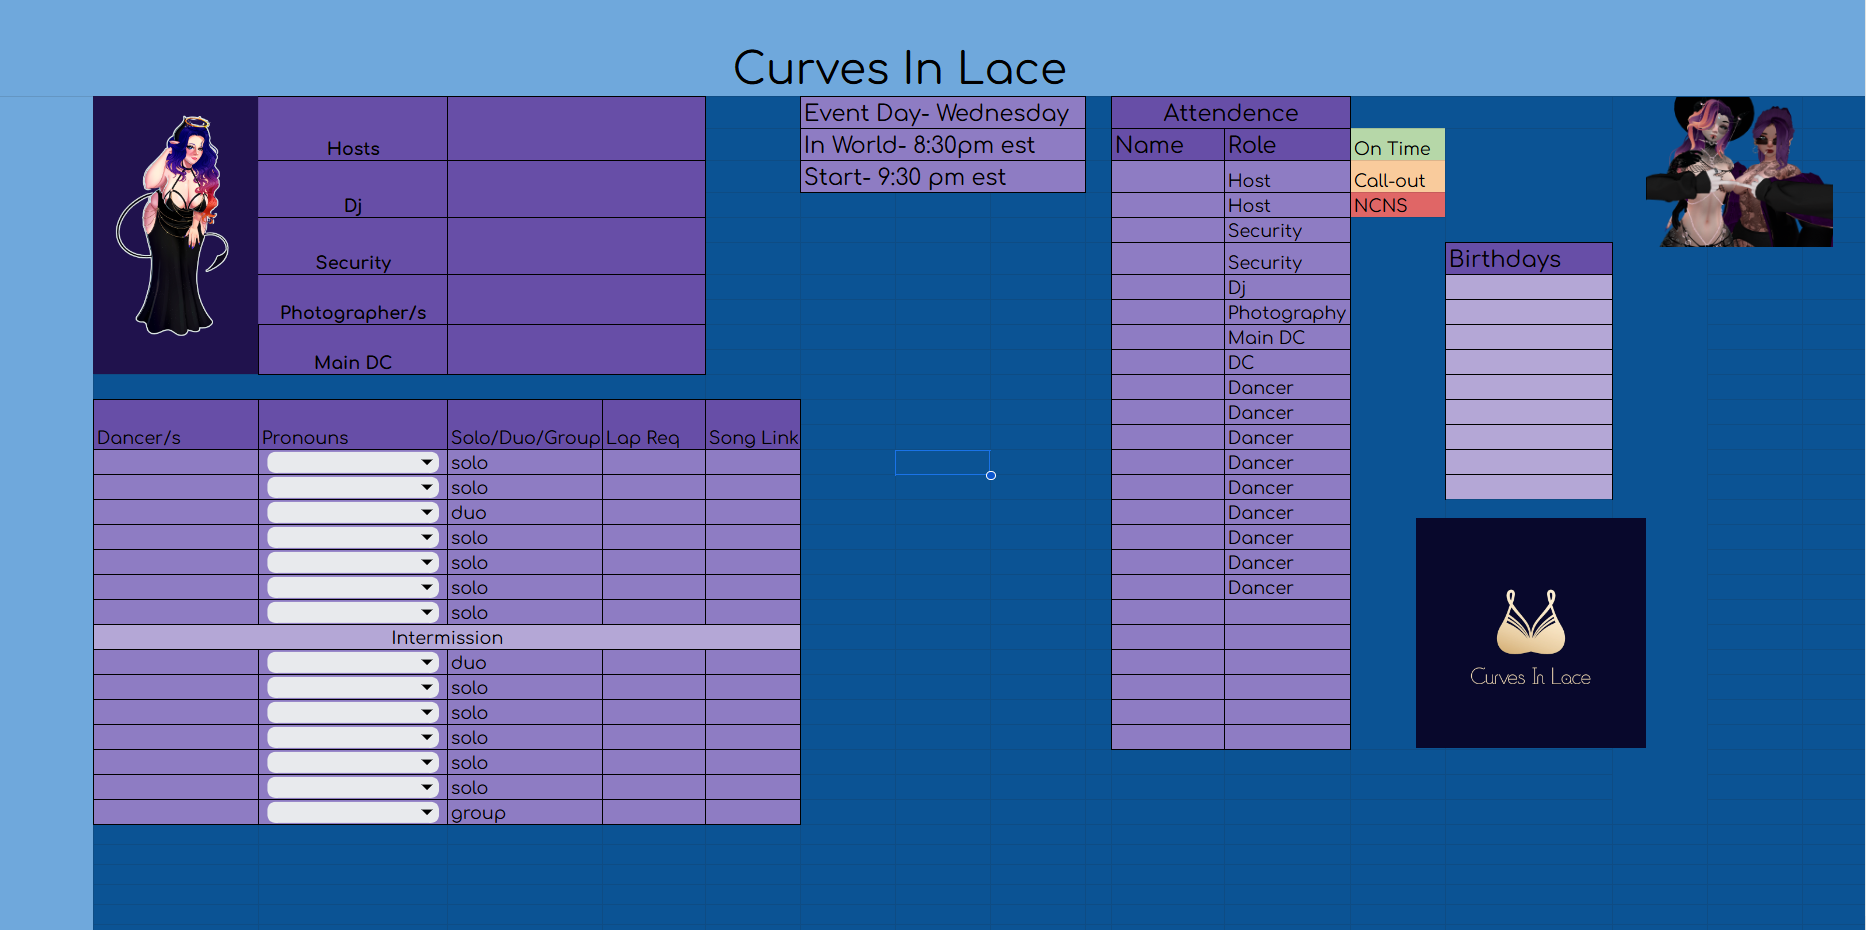 Curves In Lace
Hosts
Dj
Security
Photographer/s
Main DC
Event Day- Wednesday
In World- 8:30pm est
Start- 9:30 pm est
Attendence
Name Role
Host
Host
Security
Security
Dj
Photography
Main DC
DC
Dancer
Dancer
Dancer
Dancer
Dancer
Dancer
Dancer
Dancer
Dancer
On Time
Call-out
NCNS
Birthdays
Dancer/s Pronouns Solo/Duo/Group Lap Req Song Link
solo
solo
duo
solo
solo
solo
solo
Intermission
duo
solo
solo
solo
solo
solo
group
Curves In Lace